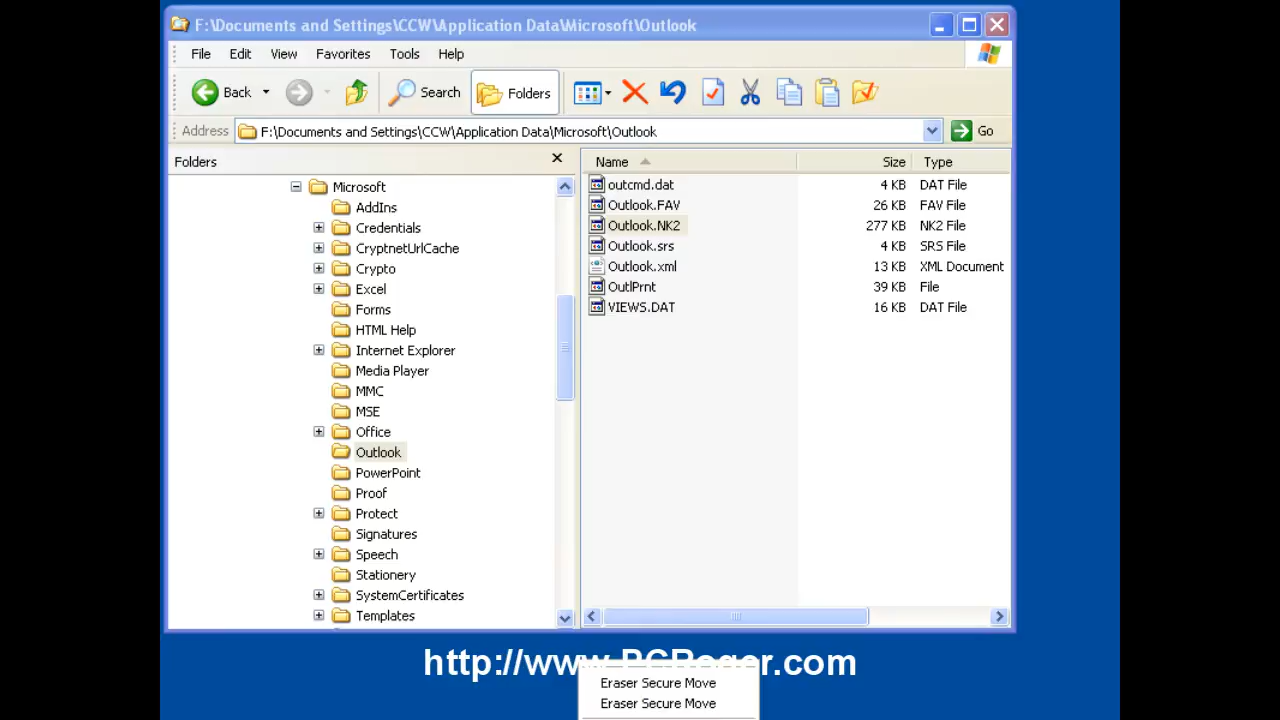 F:\Documents and Settings\CCW\Application Data\Microsoft\Outlook
File Edit View Favorites Tools Help
Back Search Folders
Address F:\Documents and Settings\CCW\Application Data\Microsoft\Outlook Go
Folders
Name Size Type
Microsoft
AddIns
Credentials
CryptnetUrlCache
Crypto
Excel
Forms
HTML Help
Internet Explorer
Media Player
MMC
MSE
Office
Outlook
PowerPoint
Proof
Protect
Signatures
Speech
Stationery
SystemCertificates
Templates
outcmd.dat 4 KB DAT File
Outlook.FAV 26 KB FAV File
Outlook.NK2 277 KB NK2 File
Outlook.srs 4 KB SRS File
Outlook.xml 13 KB XML Document
OutlPrnt 39 KB File
VIEWS.DAT 16 KB DAT File
http://www.PCRoger.com
Eraser Secure Move
Eraser Secure Move